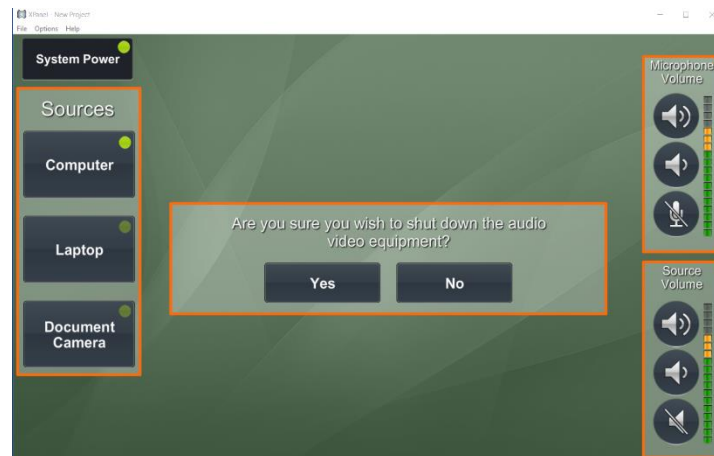 XPanel - New Project
File Options Help
System Power
Sources
Computer
Laptop
Document
Camera
Are you sure you wish to shut down the audio
video equipment?
Yes
No
Microphone
Volume
Source
Volume